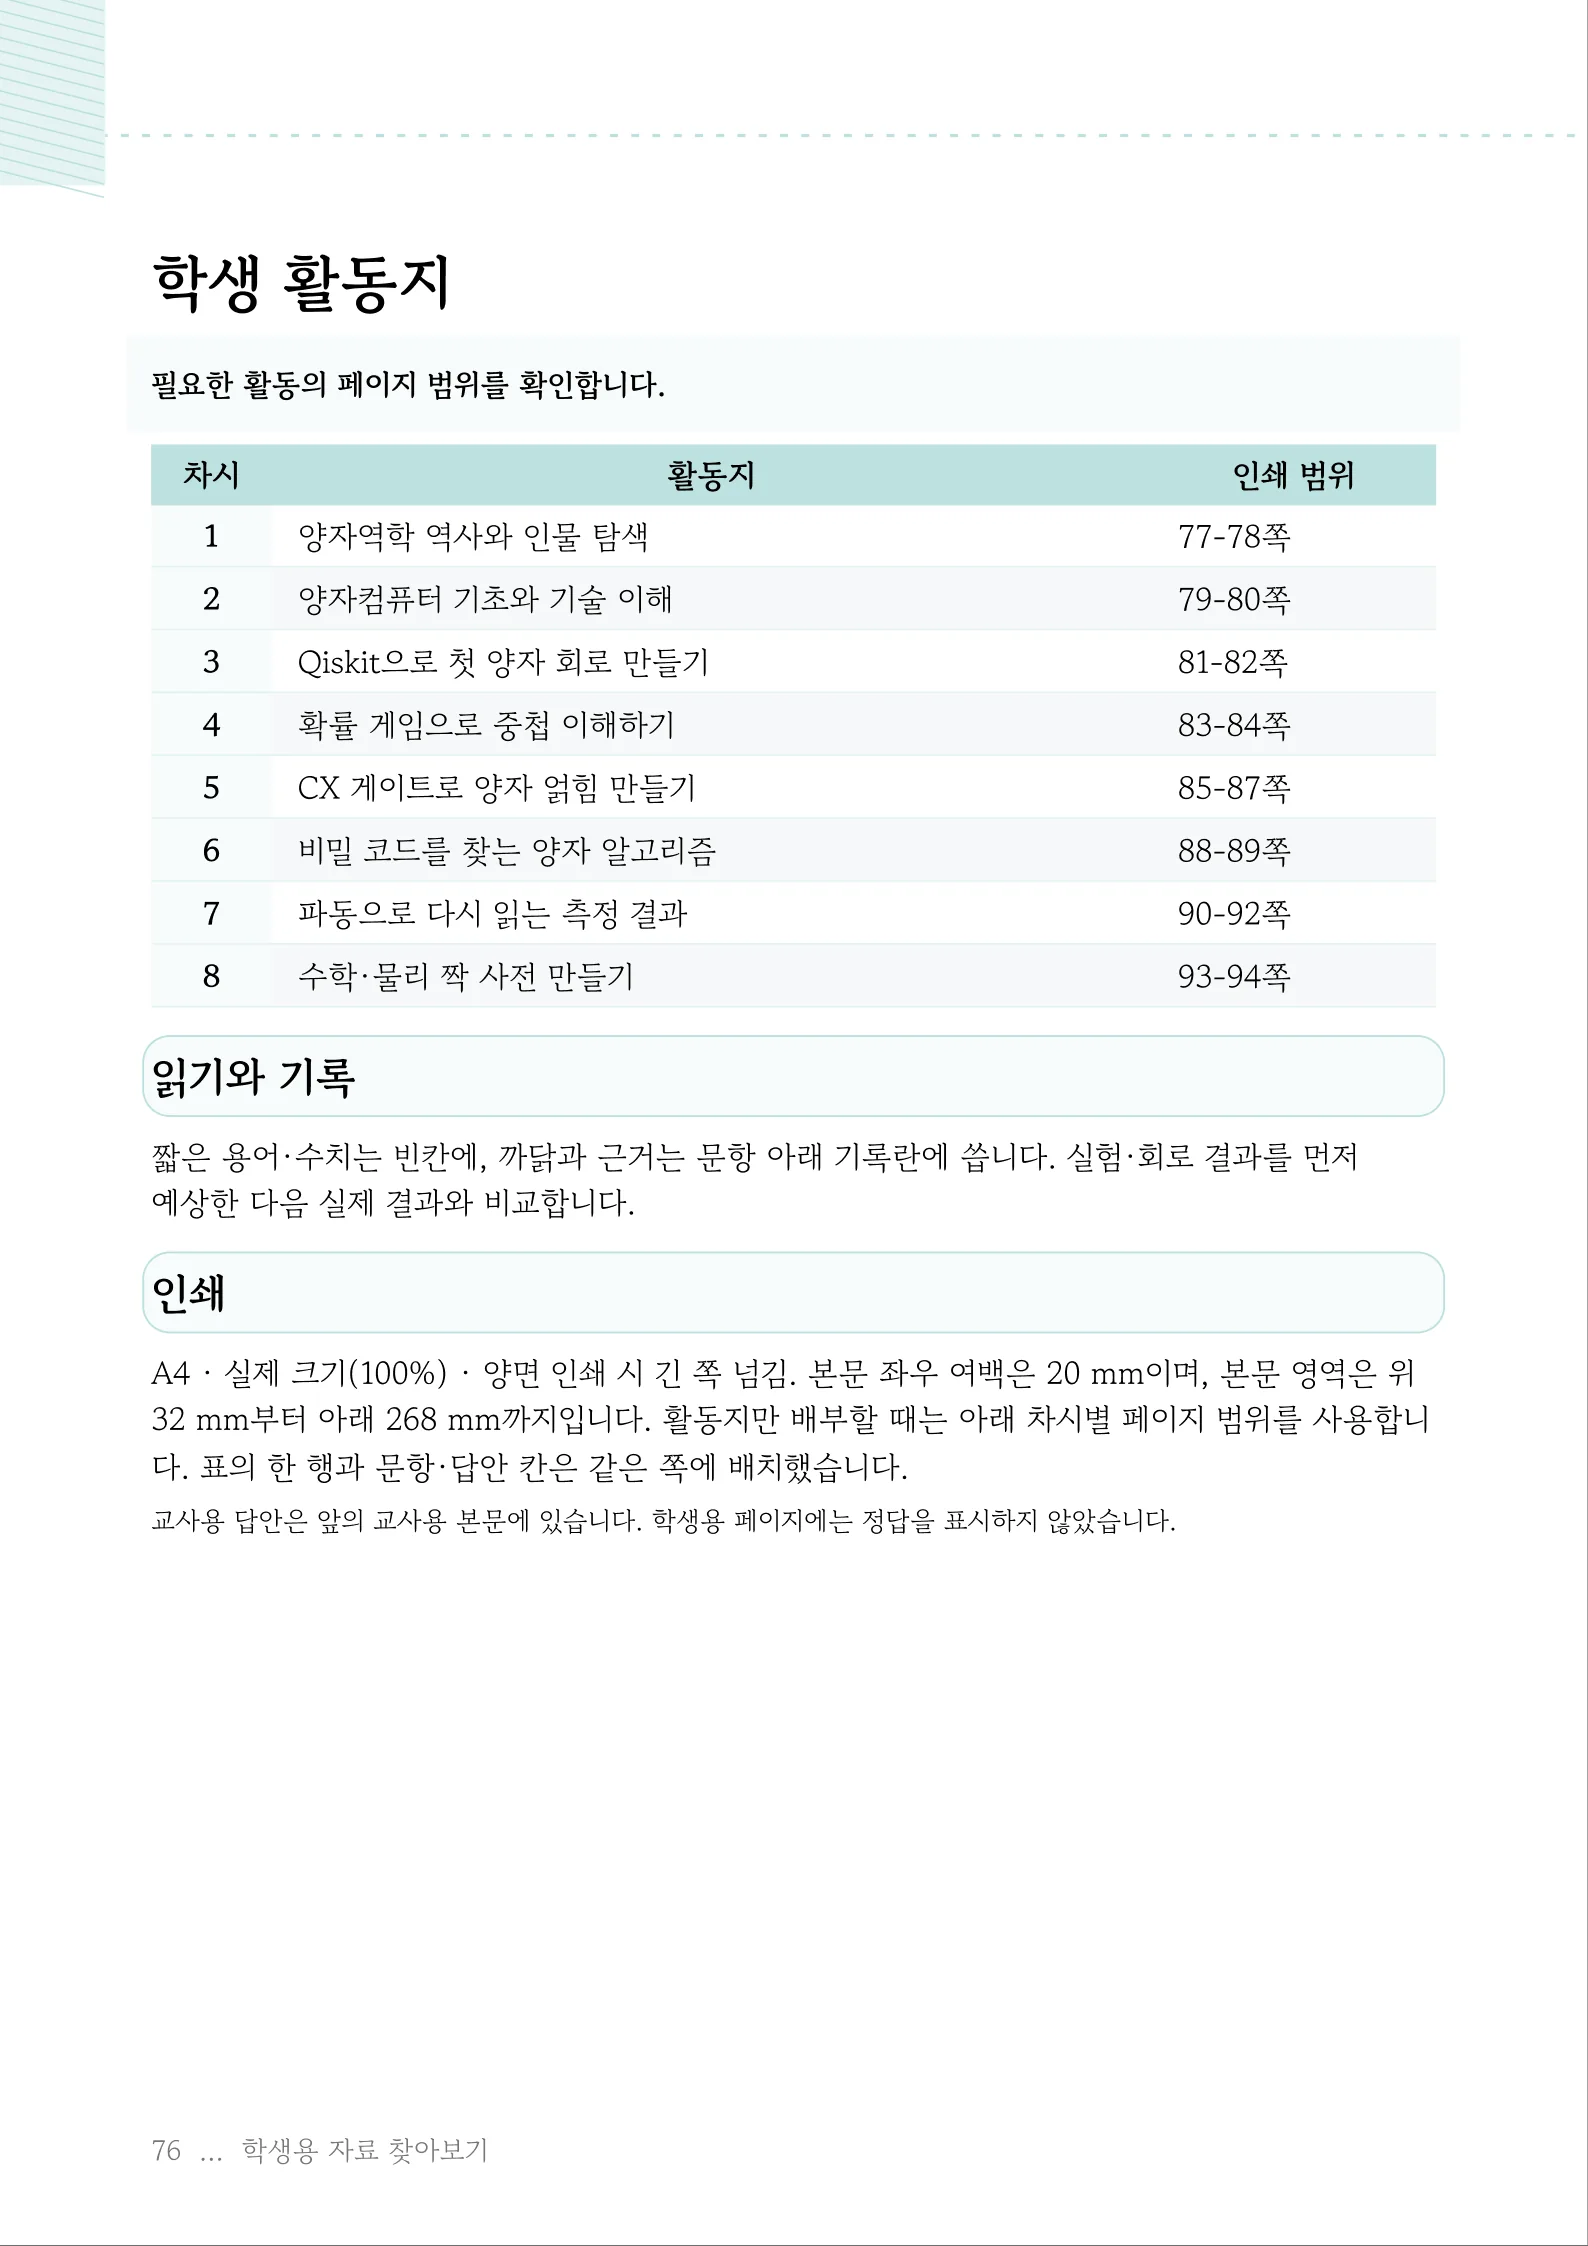 학생 활동지
필요한 활동의 페이지 범위를 확인합니다.
차시 활동지 인쇄 범위
1 양자역학 역사와 인물 탐색 77-78쪽
2 양자컴퓨터 기초와 기술 이해 79-80쪽
3 Qiskit으로 첫 양자 회로 만들기 81-82쪽
4 확률 게임으로 중첩 이해하기 83-84쪽
5 CX 게이트로 양자 얽힘 만들기 85-87쪽
6 비밀 코드를 찾는 양자 알고리즘 88-89쪽
7 파동으로 다시 읽는 측정 결과 90-92쪽
8 수학·물리 짝 사전 만들기 93-94쪽
읽기와 기록
짧은 용어·수치는 빈칸에, 까닭과 근거는 문항 아래 기록란에 씁니다. 실험·회로 결과를 먼저
예상한 다음 실제 결과와 비교합니다.
인쇄
A4 · 실제 크기(100%) · 양면 인쇄 시 긴 쪽 넘김. 본문 좌우 여백은 20 mm이며, 본문 영역은 위
32 mm부터 아래 268 mm까지입니다. 활동지만 배부할 때는 아래 차시별 페이지 범위를 사용합니
다. 표의 한 행과 문항·답안 칸은 같은 쪽에 배치했습니다.
교사용 답안은 앞의 교사용 본문에 있습니다. 학생용 페이지에는 정답을 표시하지 않았습니다.
76 ... 학생용 자료 찾아보기